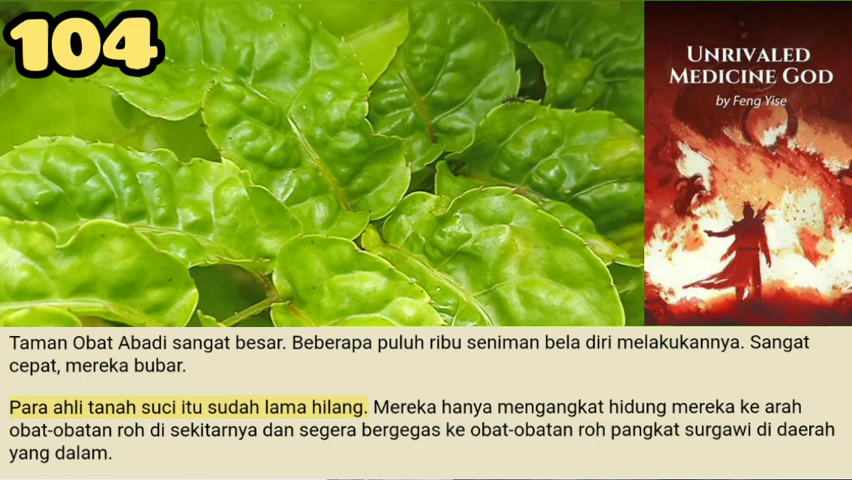 104
UNRIVALED
MEDICINE GOD
by Feng Yise
Taman Obat Abadi sangat besar. Beberapa puluh ribu seniman bela diri melakukannya. Sangat
cepat, mereka bubar.
Para ahli tanah suci itu sudah lama hilang. Mereka hanya mengangkat hidung mereka ke arah
obat-obatan roh di sekitarnya dan segera bergegas ke obat-obatan roh pangkat surgawi di daerah
yang dalam.